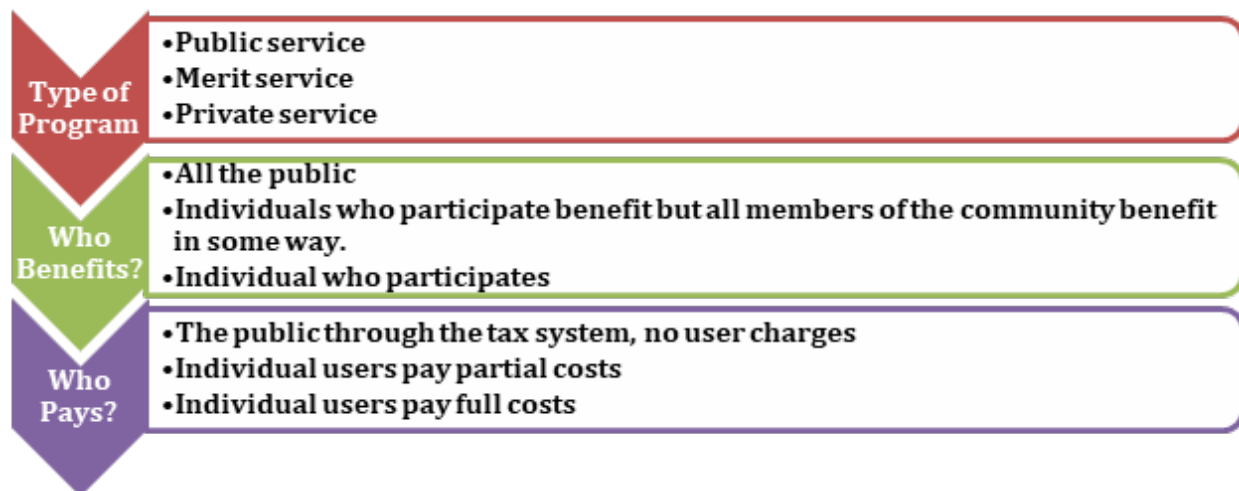 Type of
Program
•Public service
•Merit service
•Private service
Who
Benefits?
•All the public
•Individuals who participate benefit but all members of the community benefit
in some way.
•Individual who participates
Who
Pays?
•The public through the tax system, no user charges
•Individual users pay partial costs
•Individual users pay full costs